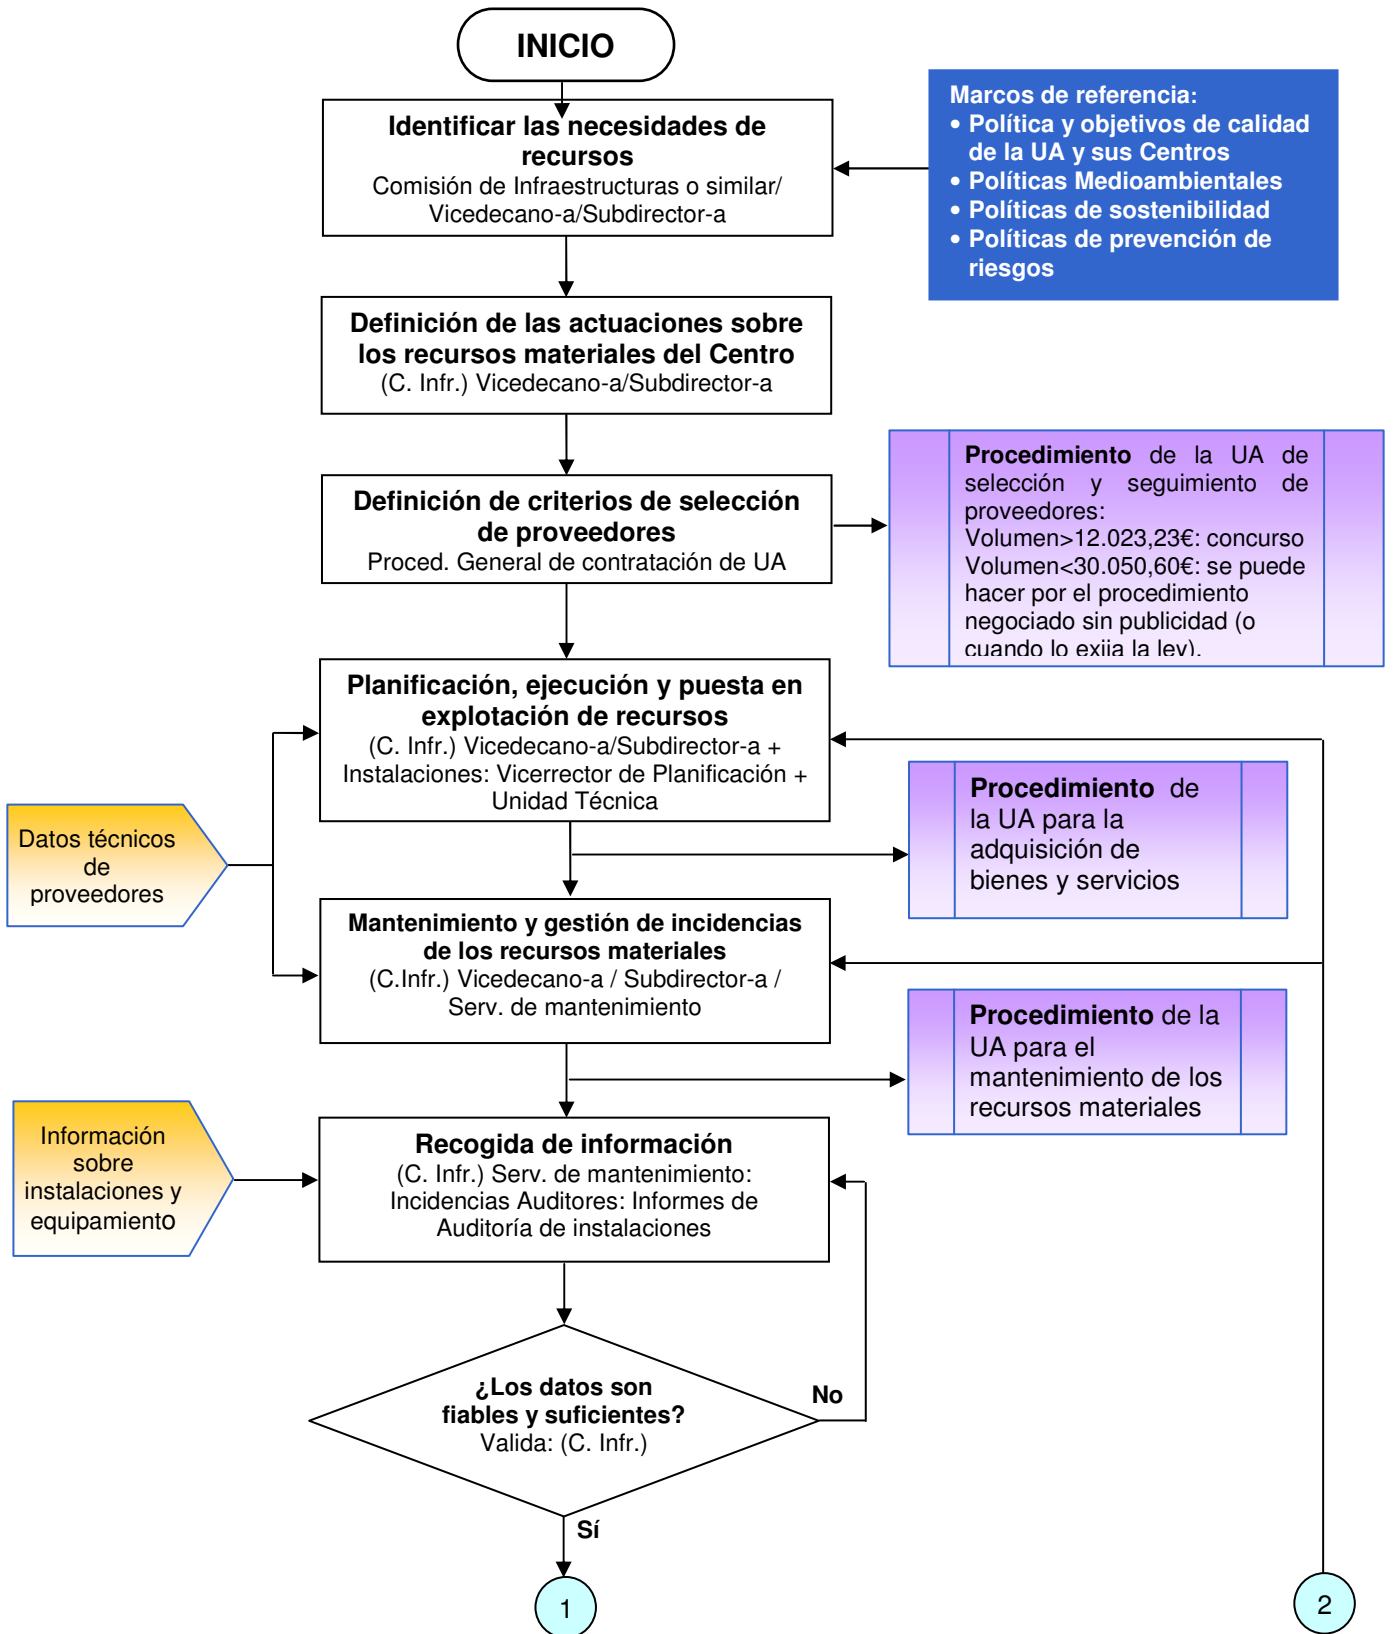 INICIO
Identificar las necesidades de
recursos
Comisión de Infraestructuras o similar/
Vicedecano-a/Subdirector-a
Marcos de referencia:
• Política y objetivos de calidad
de la UA y sus Centros
• Políticas Medioambientales
• Políticas de sostenibilidad
• Políticas de prevención de
riesgos
Definición de las actuaciones sobre
los recursos materiales del Centro
(C. Infr.) Vicedecano-a/Subdirector-a
Definición de criterios de selección
de proveedores
Proced. General de contratación de UA
Procedimiento de la UA de
selección y seguimiento de
proveedores:
Volumen>12.023,23€: concurso
Volumen<30.050,60€: se puede
hacer por el procedimiento
negociado sin publicidad (o
cuando lo exija la ley).
Planificación, ejecución y puesta en
explotación de recursos
(C. Infr.) Vicedecano-a/Subdirector-a +
Instalaciones: Vicerrector de Planificación +
Unidad Técnica
Procedimiento de
la UA para la
adquisición de
bienes y servicios
Datos técnicos
de
proveedores
Mantenimiento y gestión de incidencias
de los recursos materiales
(C.Infr.) Vicedecano-a / Subdirector-a /
Serv. de mantenimiento
Procedimiento de la
UA para el
mantenimiento de los
recursos materiales
Información
sobre
instalaciones y
equipamiento
Recogida de información
(C. Infr.) Serv. de mantenimiento:
Incidencias Auditores: Informes de
Auditoría de instalaciones
¿Los datos son
fiables y suficientes?
Valida: (C. Infr.)
No
Sí
1
2